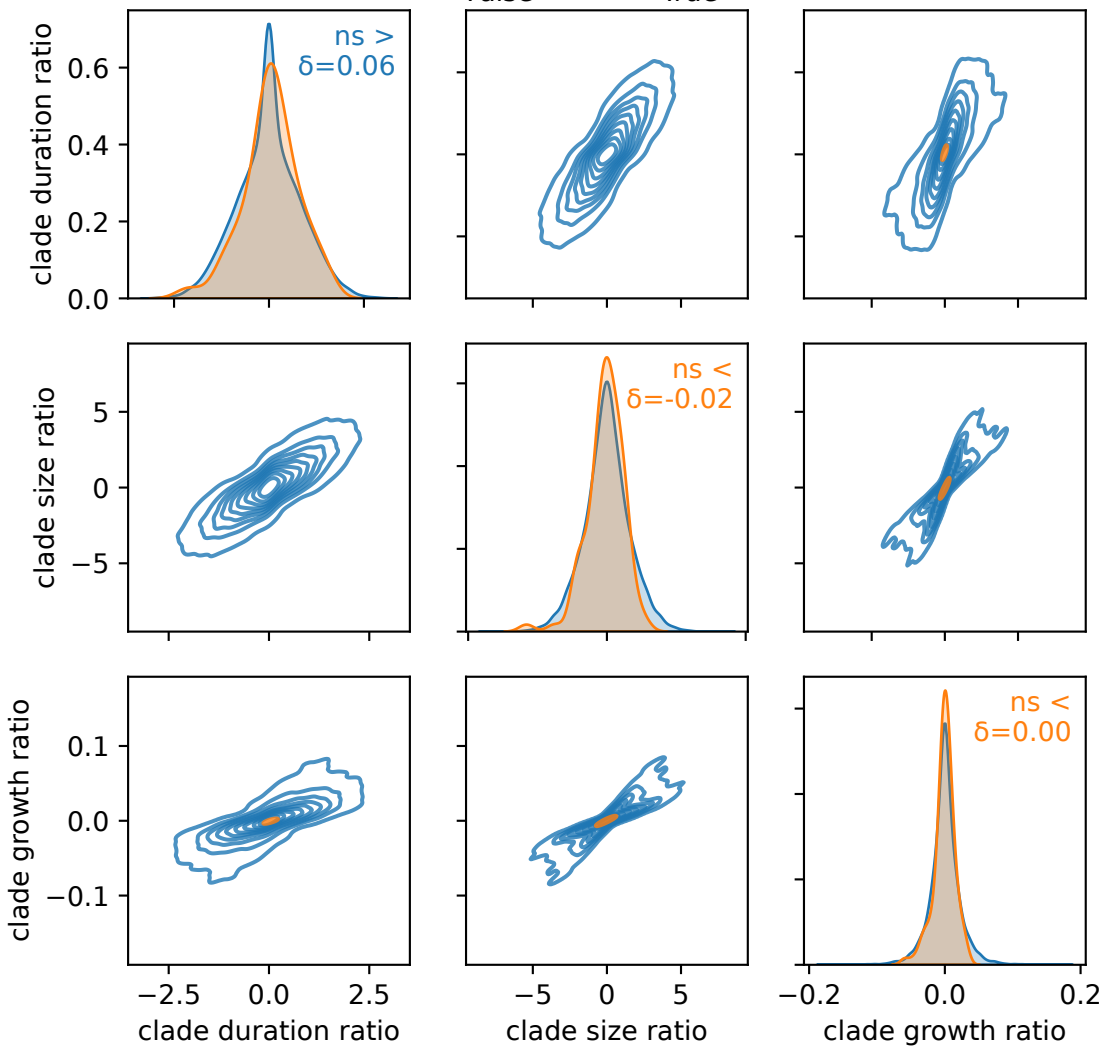 clade duration ratio
0.6
0.4
0.2
0.0
ns >
δ=0.06
clade size ratio
5
0
−5
ns <
δ=-0.02
clade growth ratio
0.1
0.0
−0.1
ns <
δ=0.00
−2.5 0.0 2.5
clade duration ratio
−5 0 5
clade size ratio
−0.2 0.0 0.2
clade growth ratio